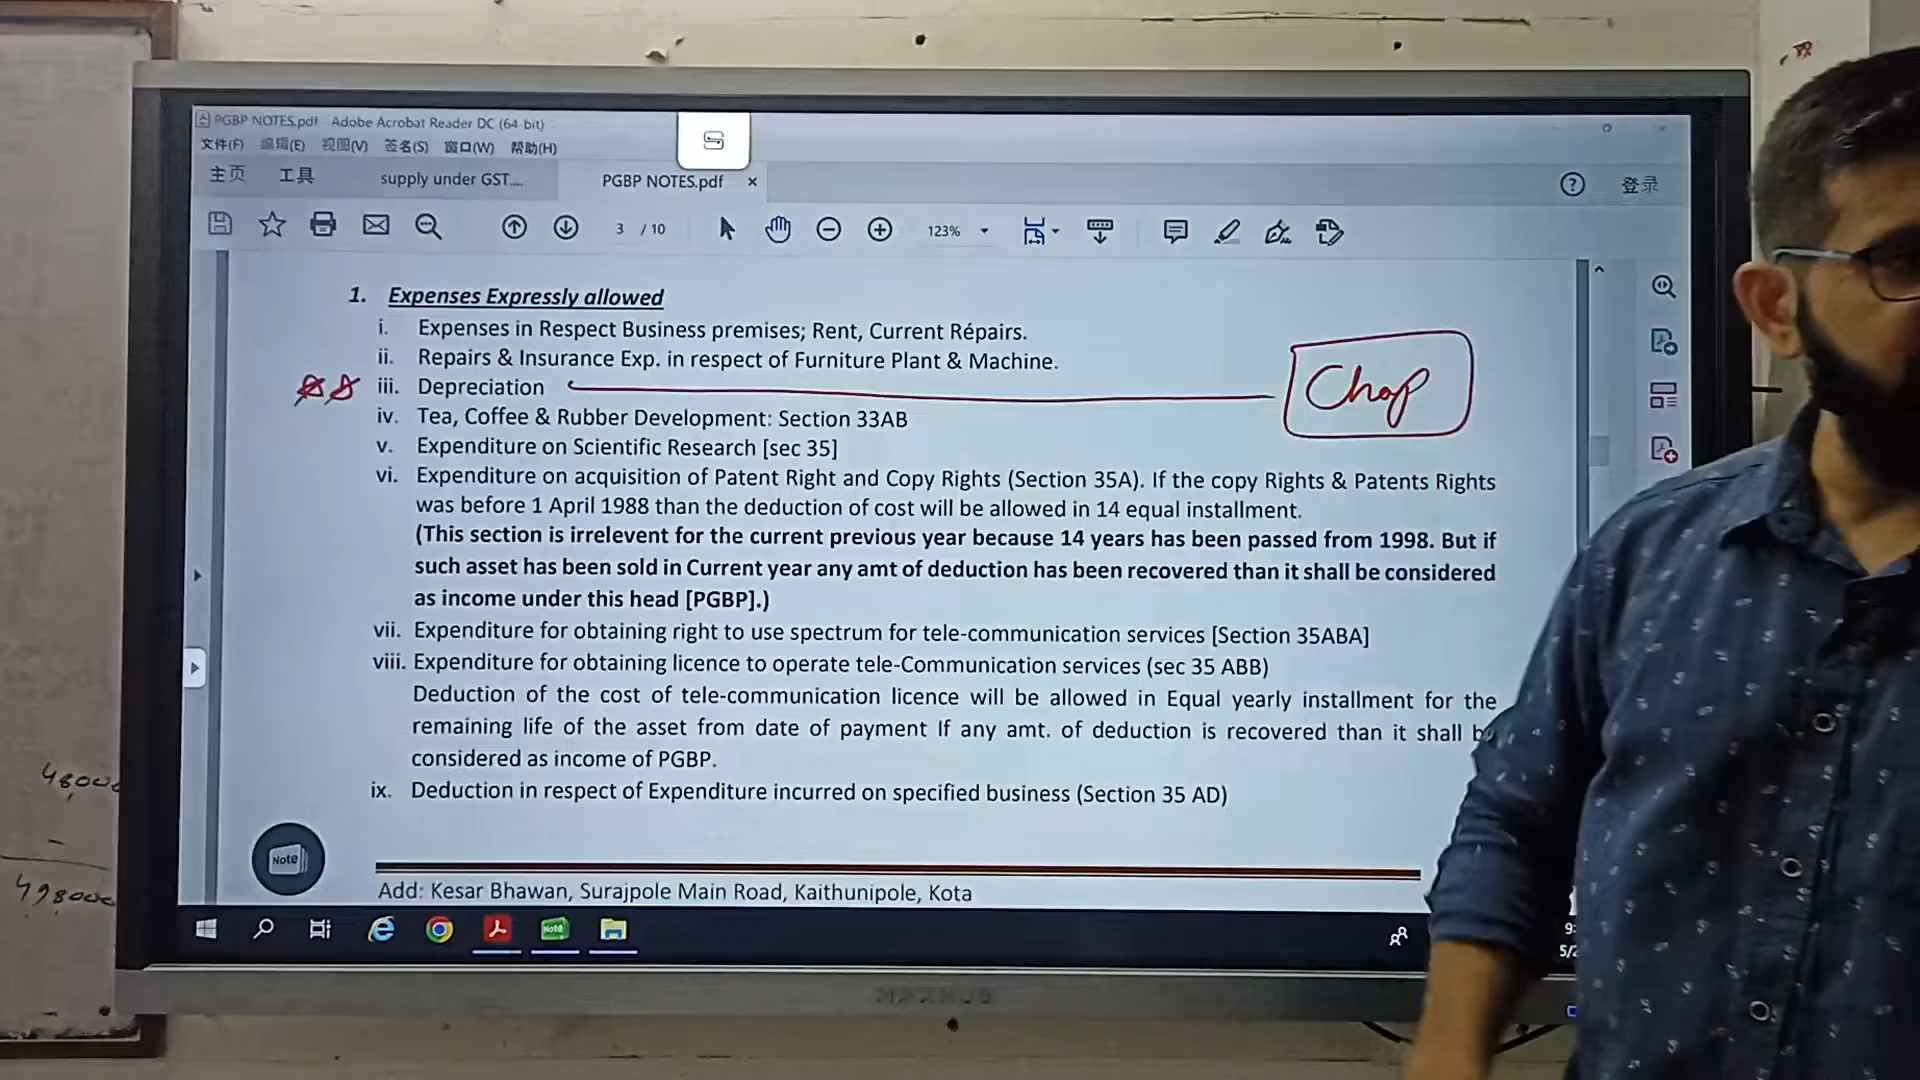 PGBP NOTES.pdf - Adobe Acrobat Reader DC (64-bit)
文件(F) 编辑(E) 视图(V) 签名(S) 窗口(W) 帮助(H)
主页 工具 supply under GST.... PGBP NOTES.pdf × 登录
3 / 10 123%
1. Expenses Expressly allowed
i. Expenses in Respect Business premises; Rent, Current Répairs.
ii. Repairs & Insurance Exp. in respect of Furniture Plant & Machine.
iii. Depreciation Chap
iv. Tea, Coffee & Rubber Development: Section 33AB
v. Expenditure on Scientific Research [sec 35]
vi. Expenditure on acquisition of Patent Right and Copy Rights (Section 35A). If the copy Rights & Patents Rights
was before 1 April 1988 than the deduction of cost will be allowed in 14 equal installment.
(This section is irrelevent for the current previous year because 14 years has been passed from 1998. But if
such asset has been sold in Current year any amt of deduction has been recovered than it shall be considered
as income under this head [PGBP].)
vii. Expenditure for obtaining right to use spectrum for tele-communication services [Section 35ABA]
viii. Expenditure for obtaining licence to operate tele-Communication services (sec 35 ABB)
Deduction of the cost of tele-communication licence will be allowed in Equal yearly installment for the
remaining life of the asset from date of payment If any amt. of deduction is recovered than it shall
considered as income of PGBP.
ix. Deduction in respect of Expenditure incurred on specified business (Section 35 AD)
Note
Add: Kesar Bhawan, Surajpole Main Road, Kaithunipole, Kota
Note
MAXHUB